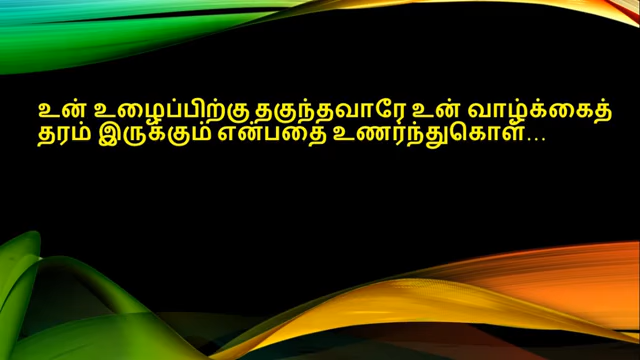 உன் உழைப்பிற்கு தகுந்தவாரே உன் வாழ்க்கைத்
தரம் இருக்கும் என்பதை உணர்ந்துகொள்...